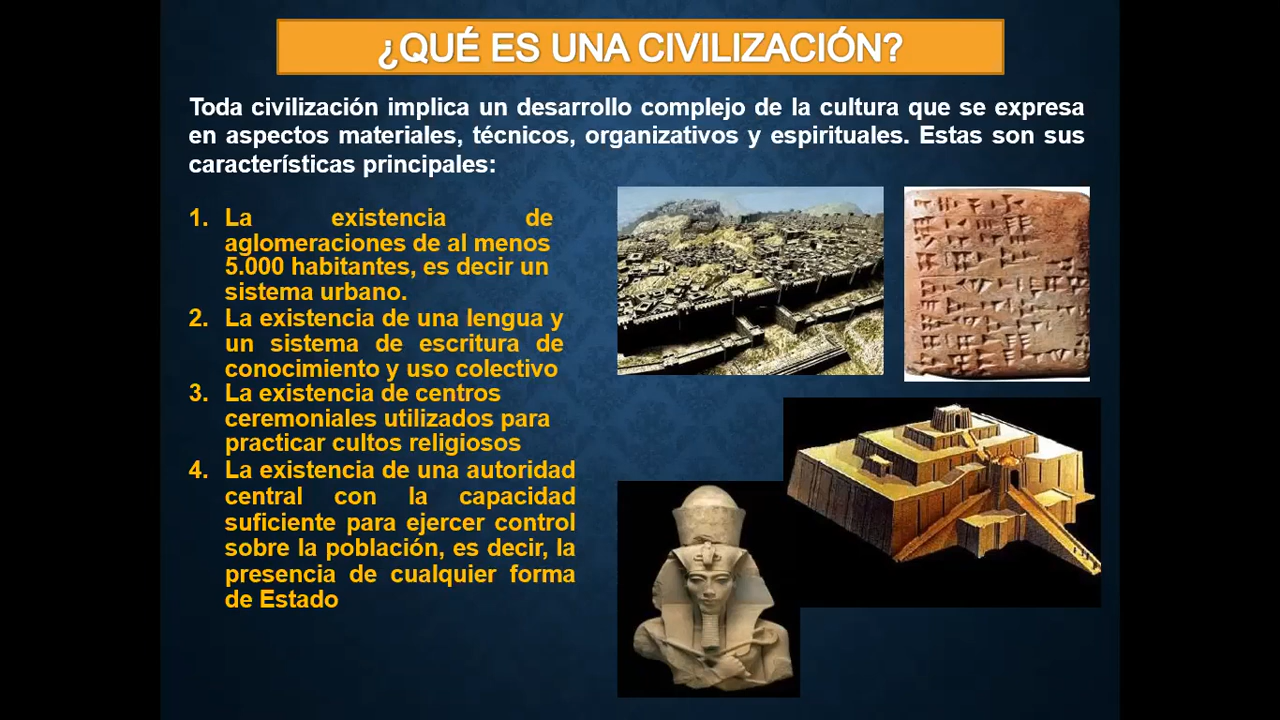 ¿QUÉ ES UNA CIVILIZACIÓN?
Toda civilización implica un desarrollo complejo de la cultura que se expresa
en aspectos materiales, técnicos, organizativos y espirituales. Estas son sus
características principales:
1. La existencia de
aglomeraciones de al menos
5.000 habitantes, es decir un
sistema urbano.
2. La existencia de una lengua y
un sistema de escritura de
conocimiento y uso colectivo
3. La existencia de centros
ceremoniales utilizados para
practicar cultos religiosos
4. La existencia de una autoridad
central con la capacidad
suficiente para ejercer control
sobre la población, es decir, la
presencia de cualquier forma
de Estado